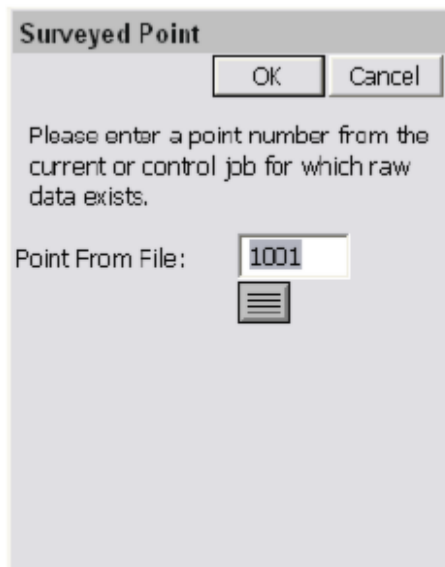 Surveyed Point
OK Cancel
Please enter a point number from the
current or control job for which raw
data exists.
Point From File: 1001